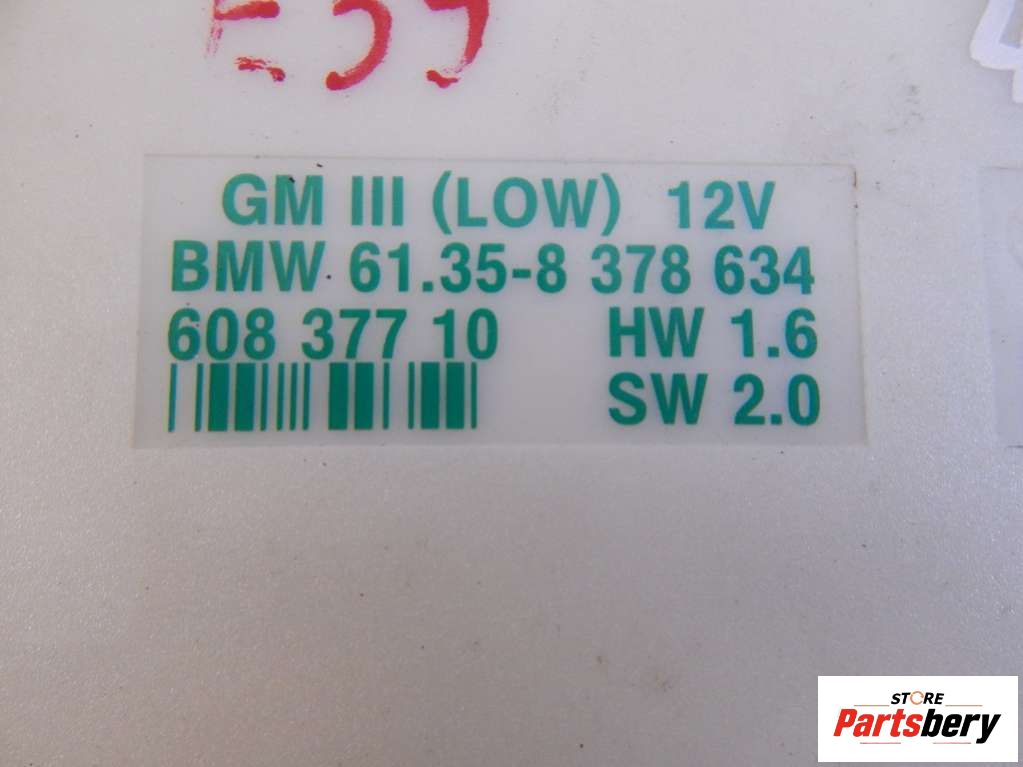 E39
GM III (LOW) 12V
BMW 61.35-8 378 634
608 377 10 HW 1.6
SW 2.0
STORE
Partsbery